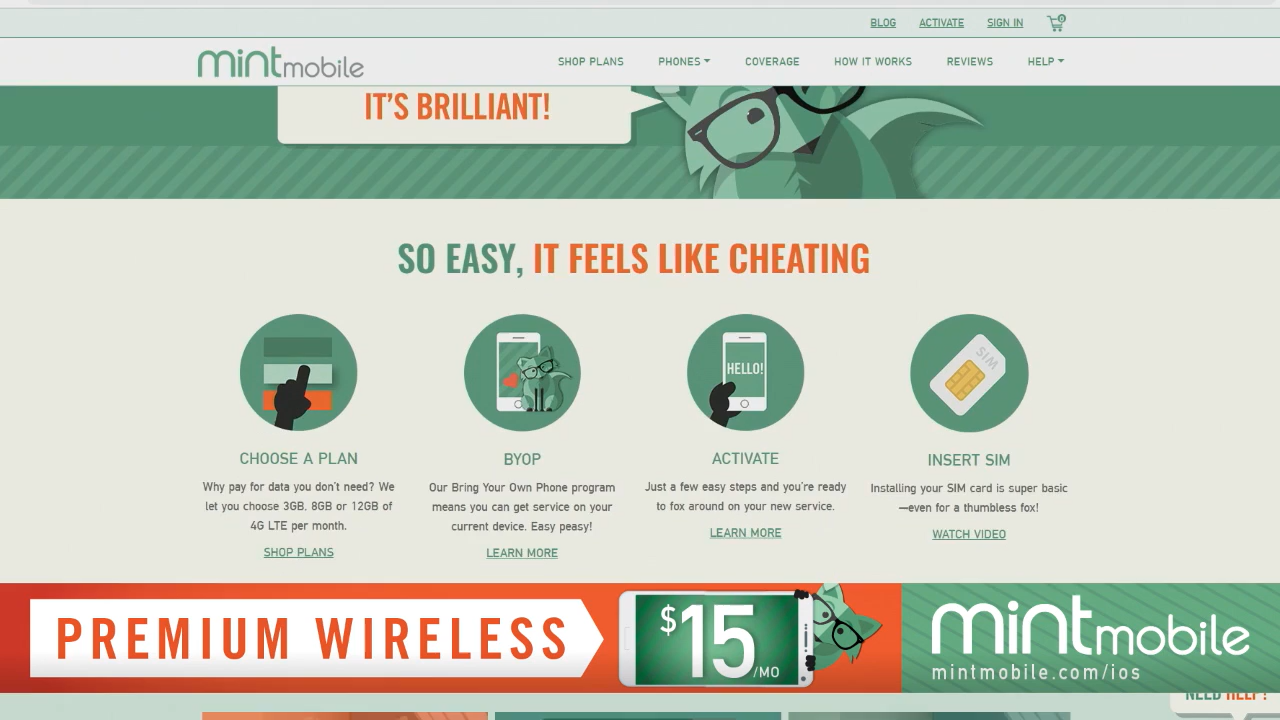 BLOG ACTIVATE SIGN IN 0
mintmobile SHOP PLANS PHONES COVERAGE HOW IT WORKS REVIEWS HELP
IT'S BRILLIANT!
SO EASY, IT FEELS LIKE CHEATING
HELLO!
SIM
CHOOSE A PLAN
Why pay for data you don't need? We
let you choose 3GB, 8GB or 12GB of
4G LTE per month.
SHOP PLANS
BYOP
Our Bring Your Own Phone program
means you can get service on your
current device. Easy peasy!
LEARN MORE
ACTIVATE
Just a few easy steps and you're ready
to fox around on your new service.
LEARN MORE
INSERT SIM
Installing your SIM card is super basic
—even for a thumbless fox!
WATCH VIDEO
PREMIUM WIRELESS
$15/MO
mintmobile
mintmobile.com/ios
NEED HELP?